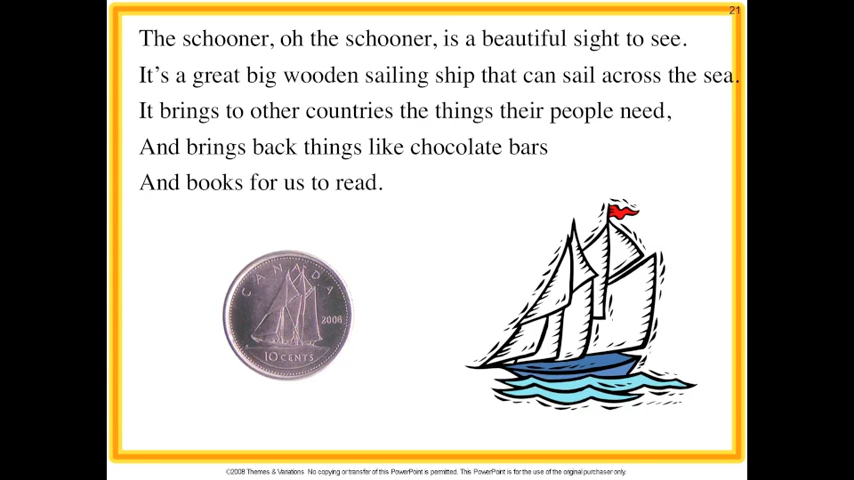 21
The schooner, oh the schooner, is a beautiful sight to see.
It’s a great big wooden sailing ship that can sail across the sea.
It brings to other countries the things their people need,
And brings back things like chocolate bars
And books for us to read.
CANADA
2006
10 CENTS
©2008 Themes & Variations No copying or transfer of this PowerPoint is permitted. This PowerPoint is for the use of the original purchaser only.